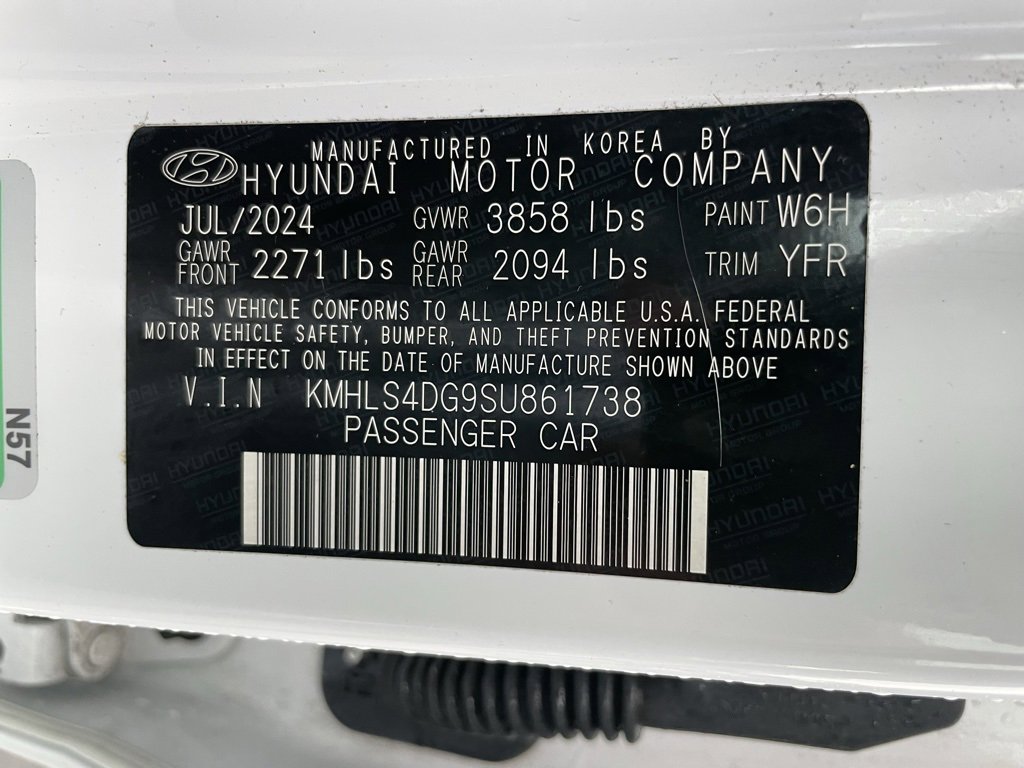 MANUFACTURED IN KOREA BY
HYUNDAI MOTOR COMPANY
JUL/2024 GVWR 3858 lbs PAINT W6H
GAWR FRONT 2271 lbs GAWR REAR 2094 lbs TRIM YFR
THIS VEHICLE CONFORMS TO ALL APPLICABLE U.S.A. FEDERAL
MOTOR VEHICLE SAFETY, BUMPER, AND THEFT PREVENTION STANDARDS
IN EFFECT ON THE DATE OF MANUFACTURE SHOWN ABOVE
V.I.N KMHLS4DG9SU861738
PASSENGER CAR
N57